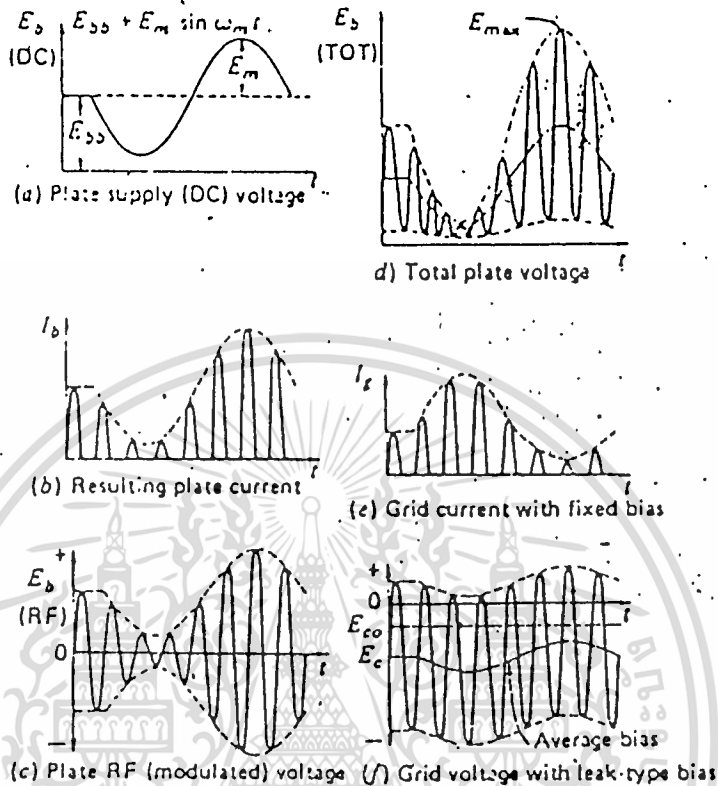 E_b E_bb + E_m sin ω_m t
(DC)
E_m
E_bb
t
(a) Plate supply (DC) voltage
E_b
(TOT)
E_max
t
d) Total plate voltage
I_b
t
(b) Resulting plate current
I_g
t
(e) Grid current with fixed bias
+
E_b
(RF)
0
t
−
(c) Plate RF (modulated) voltage
+
0
t
E_co
E_c
−
Average bias
(f) Grid voltage with leak-type bias